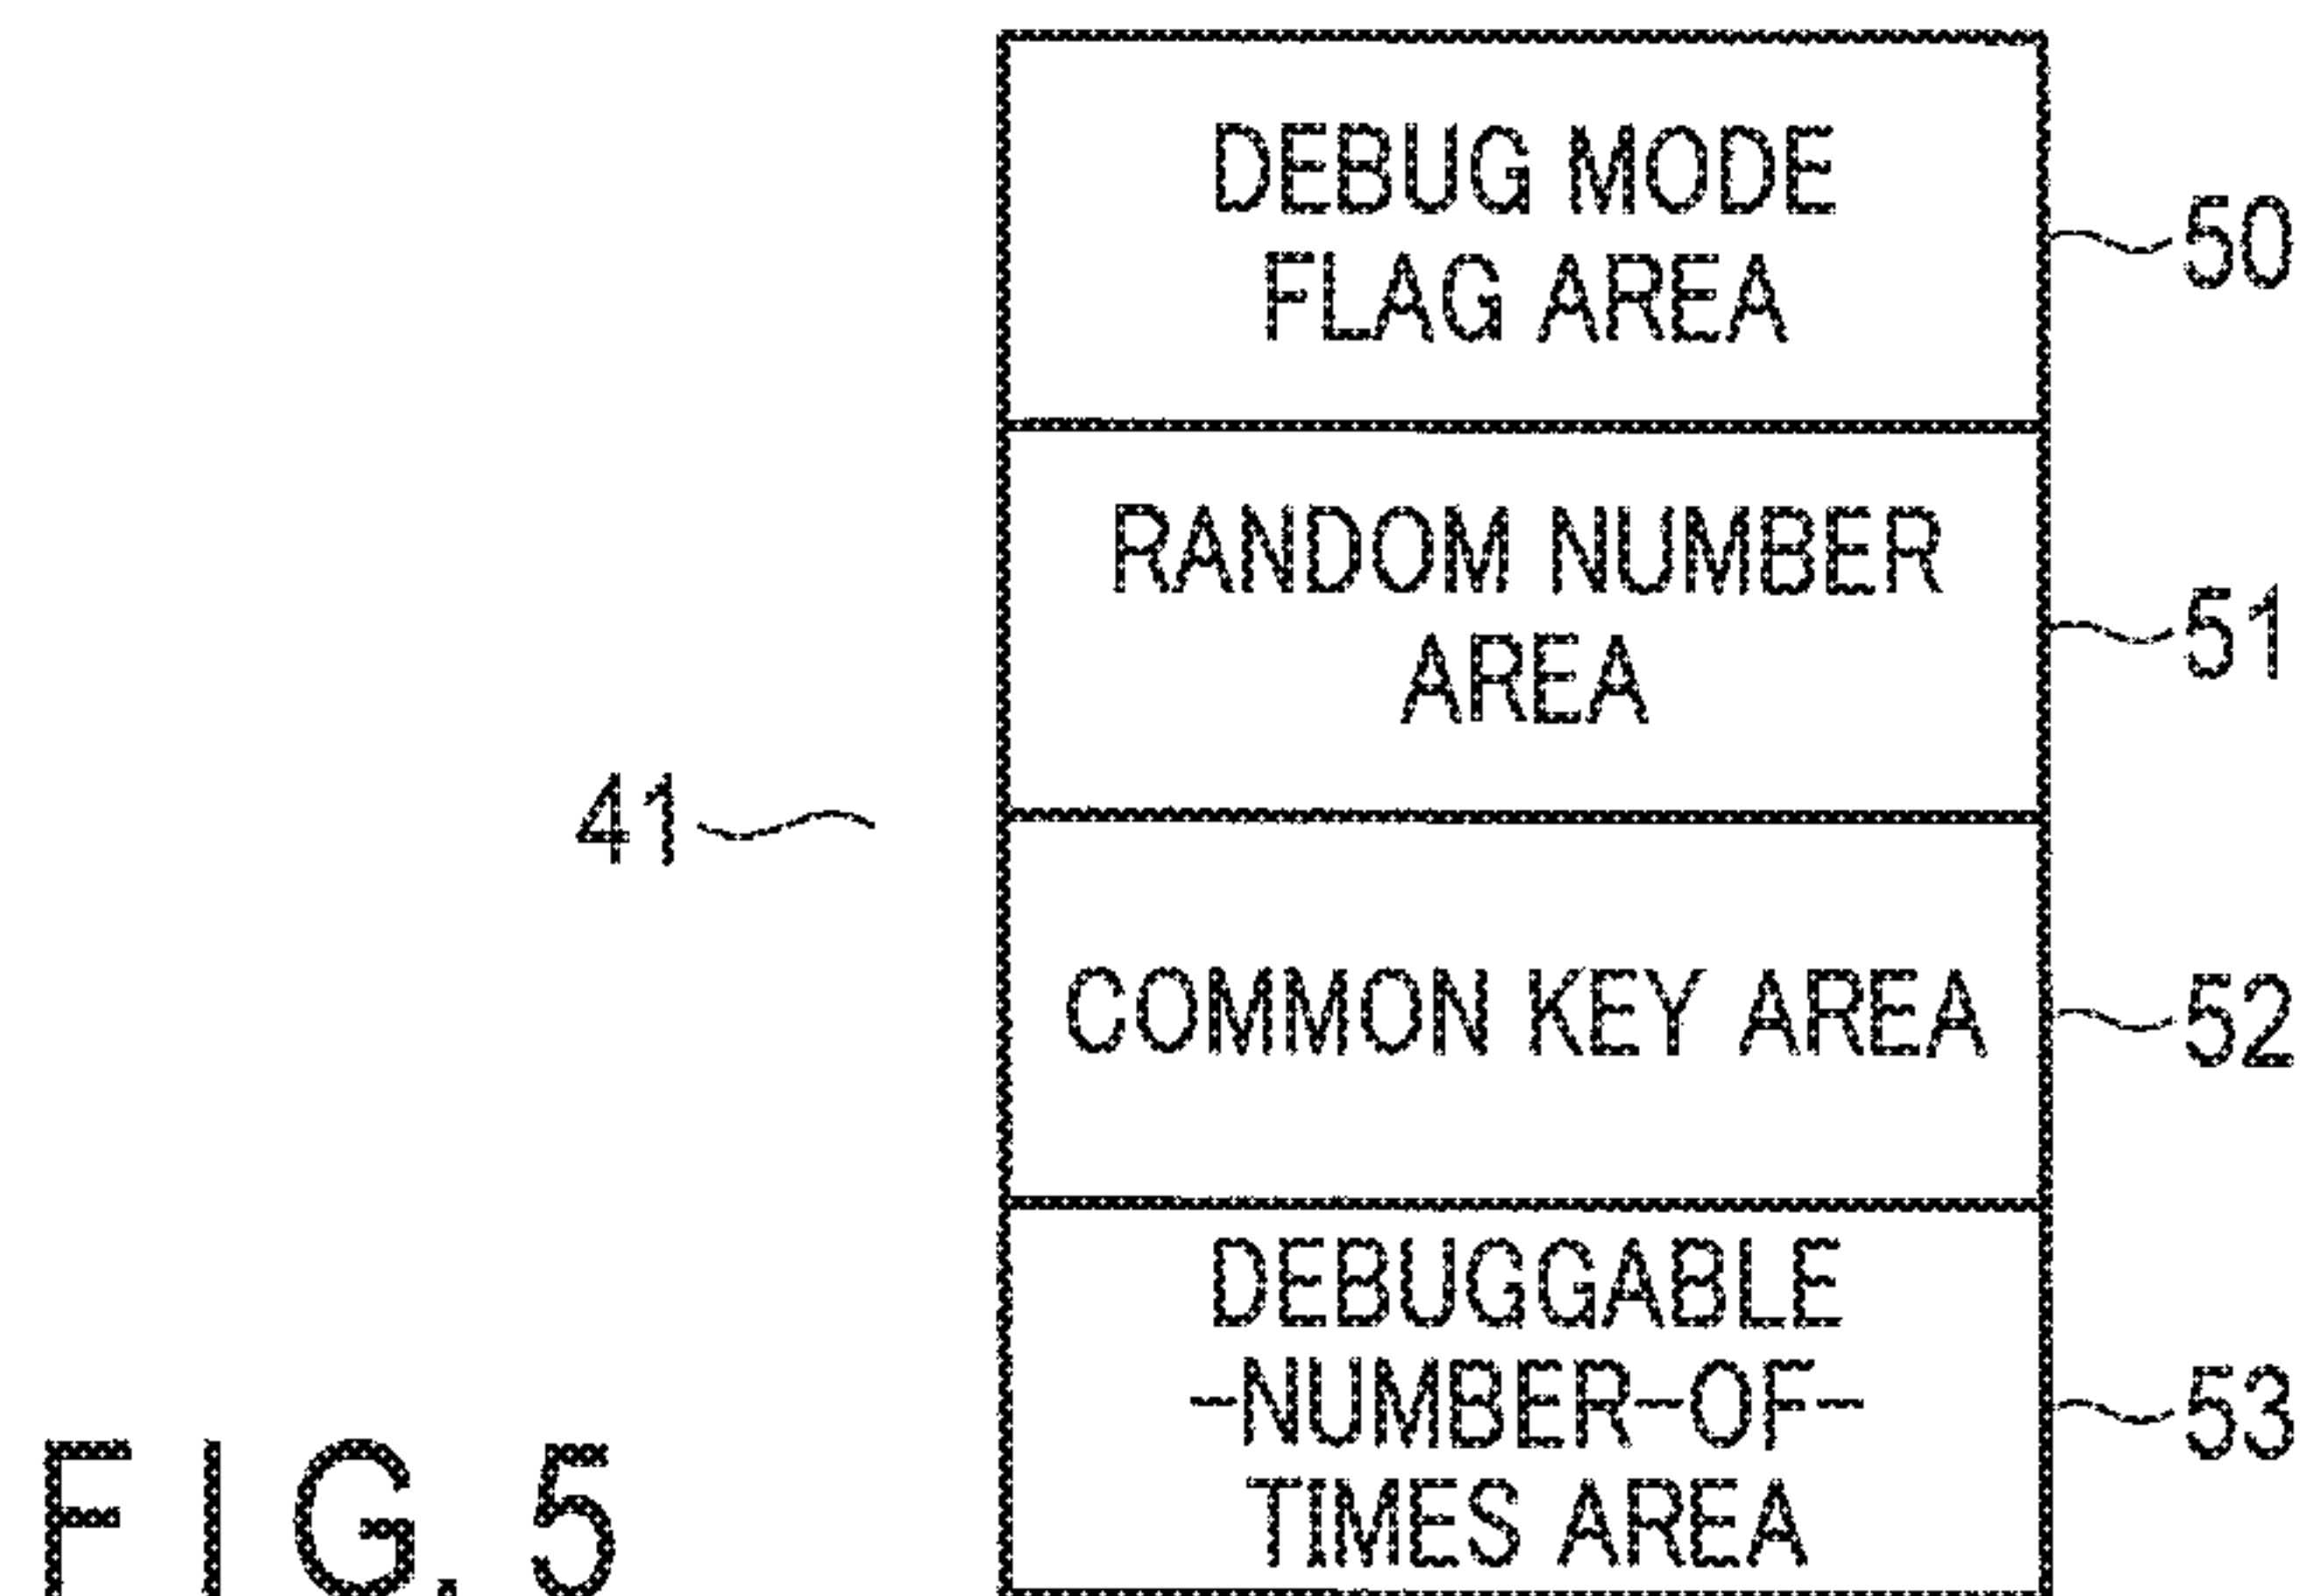 DEBUG MODE
FLAG AREA
50
RANDOM NUMBER
AREA
51
41
COMMON KEY AREA
52
DEBUGGABLE
-NUMBER-OF-
TIMES AREA
53
FIG. 5